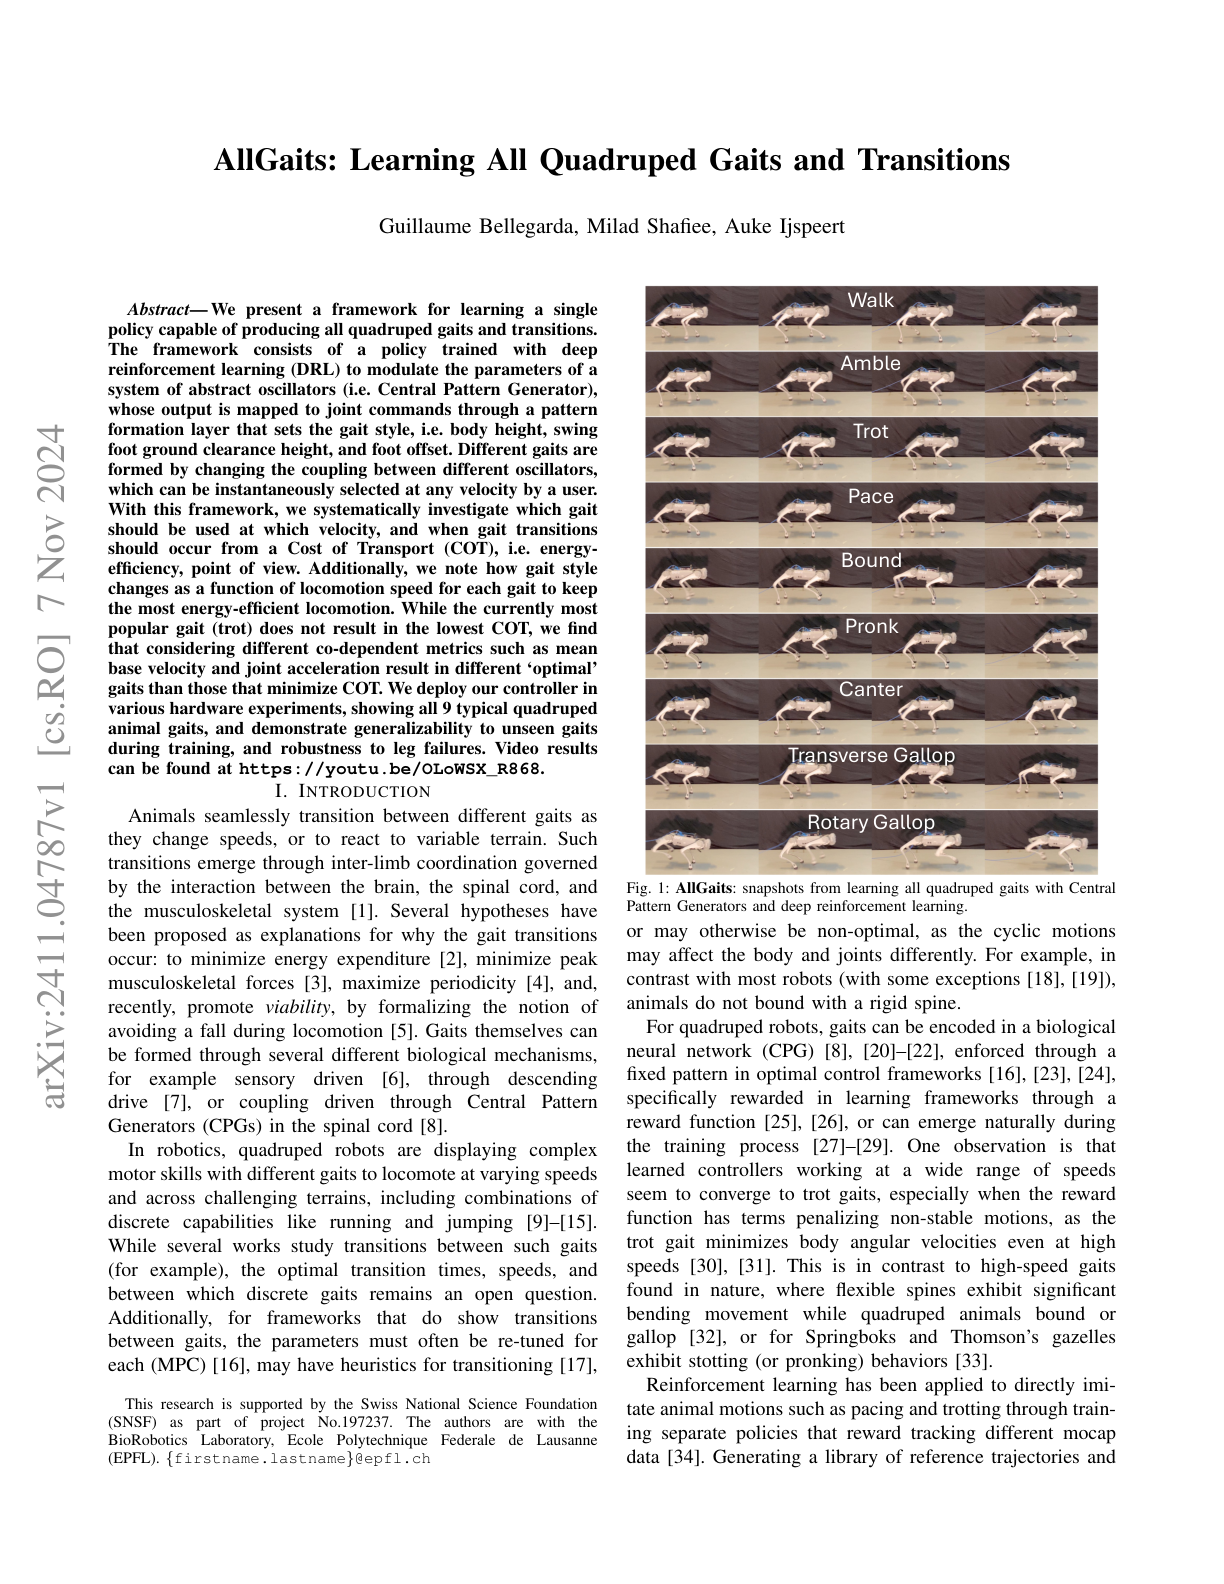 AllGaits: Learning All Quadruped Gaits and Transitions
Guillaume Bellegarda, Milad Shafiee, Auke Ijspeert
arXiv:2411.04787v1 [cs.RO] 7 Nov 2024
Abstract—We present a framework for learning a single
policy capable of producing all quadruped gaits and transitions.
The framework consists of a policy trained with deep
reinforcement learning (DRL) to modulate the parameters of a
system of abstract oscillators (i.e. Central Pattern Generator),
whose output is mapped to joint commands through a pattern
formation layer that sets the gait style, i.e. body height, swing
foot ground clearance height, and foot offset. Different gaits are
formed by changing the coupling between different oscillators,
which can be instantaneously selected at any velocity by a user.
With this framework, we systematically investigate which gait
should be used at which velocity, and when gait transitions
should occur from a Cost of Transport (COT), i.e. energy-
efficiency, point of view. Additionally, we note how gait style
changes as a function of locomotion speed for each gait to keep
the most energy-efficient locomotion. While the currently most
popular gait (trot) does not result in the lowest COT, we find
that considering different co-dependent metrics such as mean
base velocity and joint acceleration result in different ‘optimal’
gaits than those that minimize COT. We deploy our controller in
various hardware experiments, showing all 9 typical quadruped
animal gaits, and demonstrate generalizability to unseen gaits
during training, and robustness to leg failures. Video results
can be found at https://youtu.be/OLoWSX_R868.
I. INTRODUCTION
Animals seamlessly transition between different gaits as
they change speeds, or to react to variable terrain. Such
transitions emerge through inter-limb coordination governed
by the interaction between the brain, the spinal cord, and
the musculoskeletal system [1]. Several hypotheses have
been proposed as explanations for why the gait transitions
occur: to minimize energy expenditure [2], minimize peak
musculoskeletal forces [3], maximize periodicity [4], and,
recently, promote viability, by formalizing the notion of
avoiding a fall during locomotion [5]. Gaits themselves can
be formed through several different biological mechanisms,
for example sensory driven [6], through descending
drive [7], or coupling driven through Central Pattern
Generators (CPGs) in the spinal cord [8].
In robotics, quadruped robots are displaying complex
motor skills with different gaits to locomote at varying speeds
and across challenging terrains, including combinations of
discrete capabilities like running and jumping [9]–[15].
While several works study transitions between such gaits
(for example), the optimal transition times, speeds, and
between which discrete gaits remains an open question.
Additionally, for frameworks that do show transitions
between gaits, the parameters must often be re-tuned for
each (MPC) [16], may have heuristics for transitioning [17],
This research is supported by the Swiss National Science Foundation
(SNSF) as part of project No.197237. The authors are with the
BioRobotics Laboratory, Ecole Polytechnique Federale de Lausanne
(EPFL). {firstname.lastname}@epfl.ch
Walk
Amble
Trot
Pace
Bound
Pronk
Canter
Transverse Gallop
Rotary Gallop
Fig. 1: AllGaits: snapshots from learning all quadruped gaits with Central
Pattern Generators and deep reinforcement learning.
or may otherwise be non-optimal, as the cyclic motions
may affect the body and joints differently. For example, in
contrast with most robots (with some exceptions [18], [19]),
animals do not bound with a rigid spine.
For quadruped robots, gaits can be encoded in a biological
neural network (CPG) [8], [20]–[22], enforced through a
fixed pattern in optimal control frameworks [16], [23], [24],
specifically rewarded in learning frameworks through a
reward function [25], [26], or can emerge naturally during
the training process [27]–[29]. One observation is that
learned controllers working at a wide range of speeds
seem to converge to trot gaits, especially when the reward
function has terms penalizing non-stable motions, as the
trot gait minimizes body angular velocities even at high
speeds [30], [31]. This is in contrast to high-speed gaits
found in nature, where flexible spines exhibit significant
bending movement while quadruped animals bound or
gallop [32], or for Springboks and Thomson's gazelles
exhibit stotting (or pronking) behaviors [33].
Reinforcement learning has been applied to directly imi-
tate animal motions such as pacing and trotting through train-
ing separate policies that reward tracking different mocap
data [34]. Generating a library of reference trajectories and